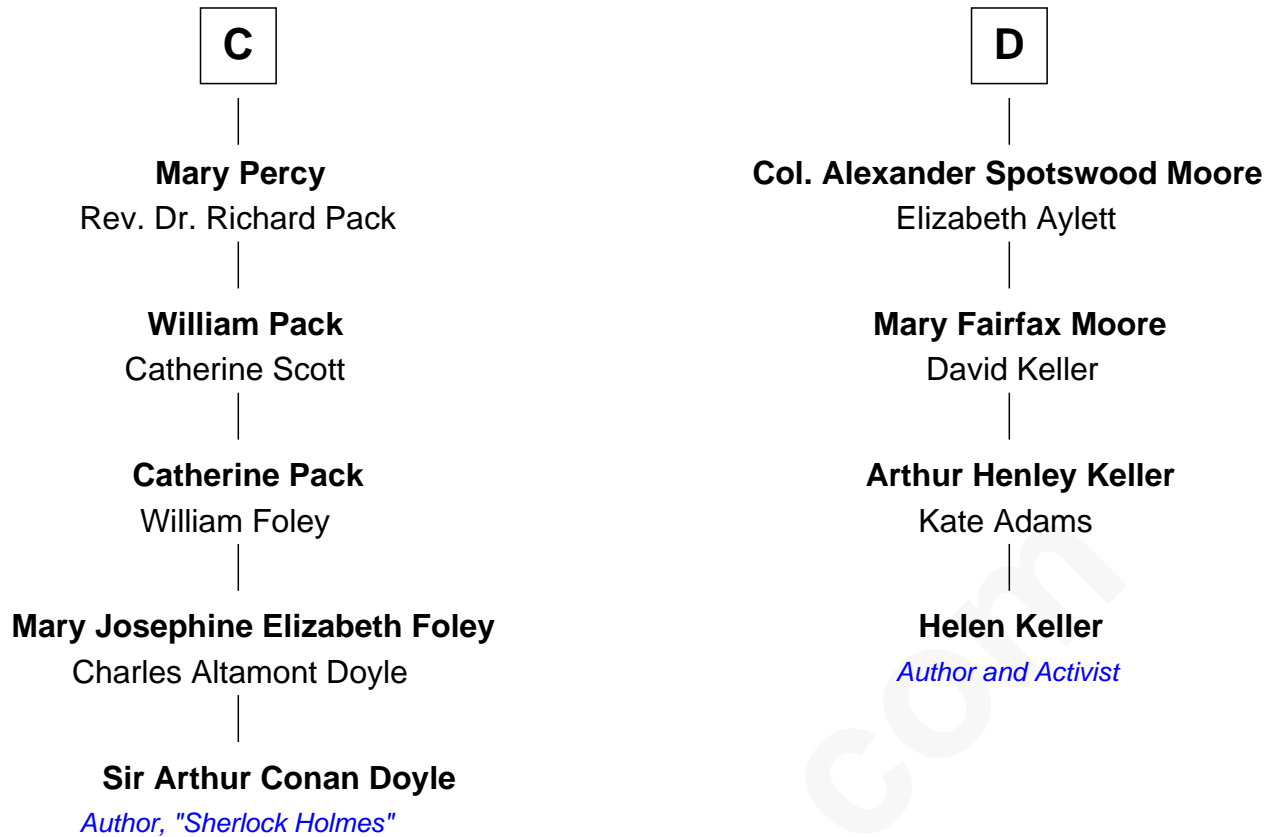 C
Mary Percy
Rev. Dr. Richard Pack
William Pack
Catherine Scott
Catherine Pack
William Foley
Mary Josephine Elizabeth Foley
Charles Altamont Doyle
Sir Arthur Conan Doyle
Author, "Sherlock Holmes"
D
Col. Alexander Spotswood Moore
Elizabeth Aylett
Mary Fairfax Moore
David Keller
Arthur Henley Keller
Kate Adams
Helen Keller
Author and Activist
com